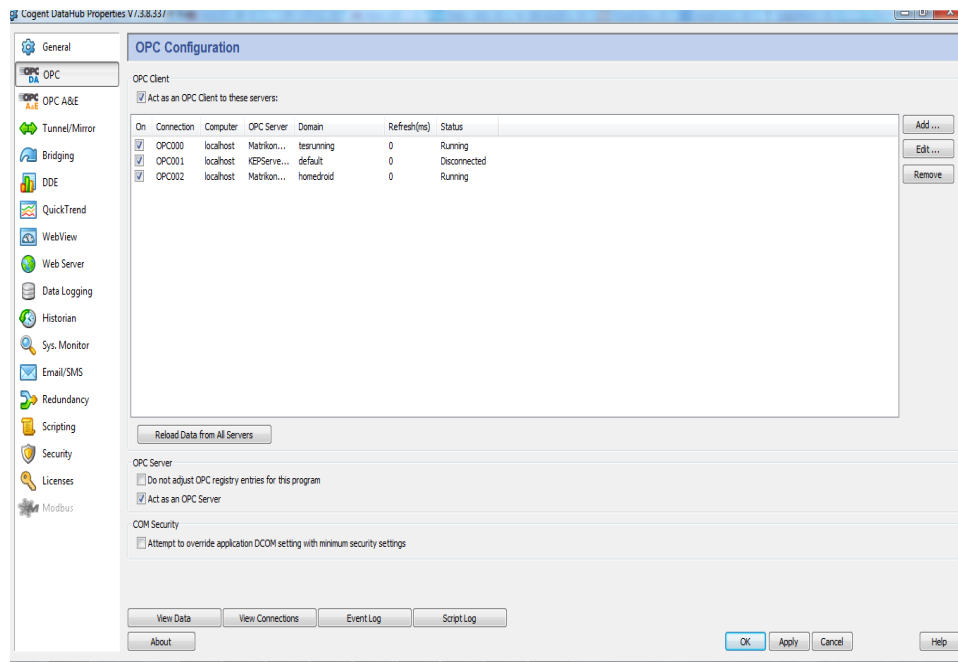 Cogent DataHub Properties V7.3.8.337
General
OPC DA OPC
OPC A&E OPC A&E
Tunnel/Mirror
Bridging
DDE
QuickTrend
WebView
Web Server
Data Logging
Historian
Sys. Monitor
Email/SMS
Redundancy
Scripting
Security
Licenses
M Modbus
OPC Configuration
OPC Client
Act as an OPC Client to these servers:
On Connection Computer OPC Server Domain Refresh(ms) Status
OPC000 localhost Matrikon... tesrunning 0 Running
OPC001 localhost KEPServe... default 0 Disconnected
OPC002 localhost Matrikon... homedroid 0 Running
Add ...
Edit ...
Remove
Reload Data from All Servers
OPC Server
Do not adjust OPC registry entries for this program
Act as an OPC Server
COM Security
Attempt to override application DCOM setting with minimum security settings
View Data View Connections Event Log Script Log
About OK Apply Cancel Help